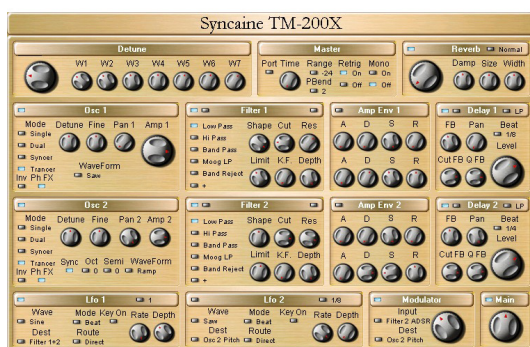 Syncaine TM-200X
Detune
W1 W2 W3 W4 W5 W6 W7
Master
Port Time Range Retrig Mono
-24 On On
PBend Off Off
2
Reverb Normal
Damp Size Width
Osc 1
Mode Detune Fine Pan 1 Amp 1
Single
Dual
Syncer
Trancer WaveForm
Inv Ph FX Saw
Filter 1
Low Pass Shape Cut Res
Hi Pass
Band Pass
Moog LP Limit K.F. Depth
Band Reject
+
Amp Env 1
A D S R
A D S R
Delay 1 LP
FB Pan Beat
1/8
Level
Cut FB Q FB
Osc 2
Mode Detune Fine Pan 2 Amp 2
Single
Dual
Syncer
Trancer Sync Oct Semi WaveForm
Inv Ph FX 0 0 Ramp
Filter 2
Low Pass Shape Cut Res
Hi Pass
Band Pass
Moog LP Limit K.F. Depth
Band Reject
+
Amp Env 2
A D S R
A D S R
Delay 2 LP
FB Pan Beat
1/4
Level
Cut FB Q FB
Lfo 1 1
Wave Mode Key On Rate Depth
Sine Beat
Dest Route
Filter 1+2 Direct
Lfo 2 1/8
Wave Mode Key On Rate Depth
Saw Beat
Dest Route
Osc 2 Pitch Direct
Modulator
Input
Filter 2 ADSR
Dest
Osc 2 Pitch
Main